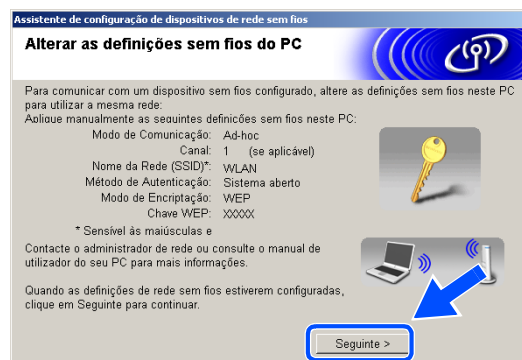 Assistente de configuração de dispositivos de rede sem fios
Alterar as definições sem fios do PC
Para comunicar com um dispositivo sem fios configurado, altere as definições sem fios neste PC
para utilizar a mesma rede:
Aplique manualmente as seguintes definições sem fios neste PC:
Modo de Comunicação: Ad-hoc
Canal: 1 (se aplicável)
Nome da Rede (SSID)*: WLAN
Método de Autenticação: Sistema aberto
Modo de Encriptação: WEP
Chave WEP: XXXXX
* Sensível às maiúsculas e
Contacte o administrador de rede ou consulte o manual de
utilizador do seu PC para mais informações.
Quando as definições de rede sem fios estiverem configuradas,
clique em Seguinte para continuar.
Seguinte >